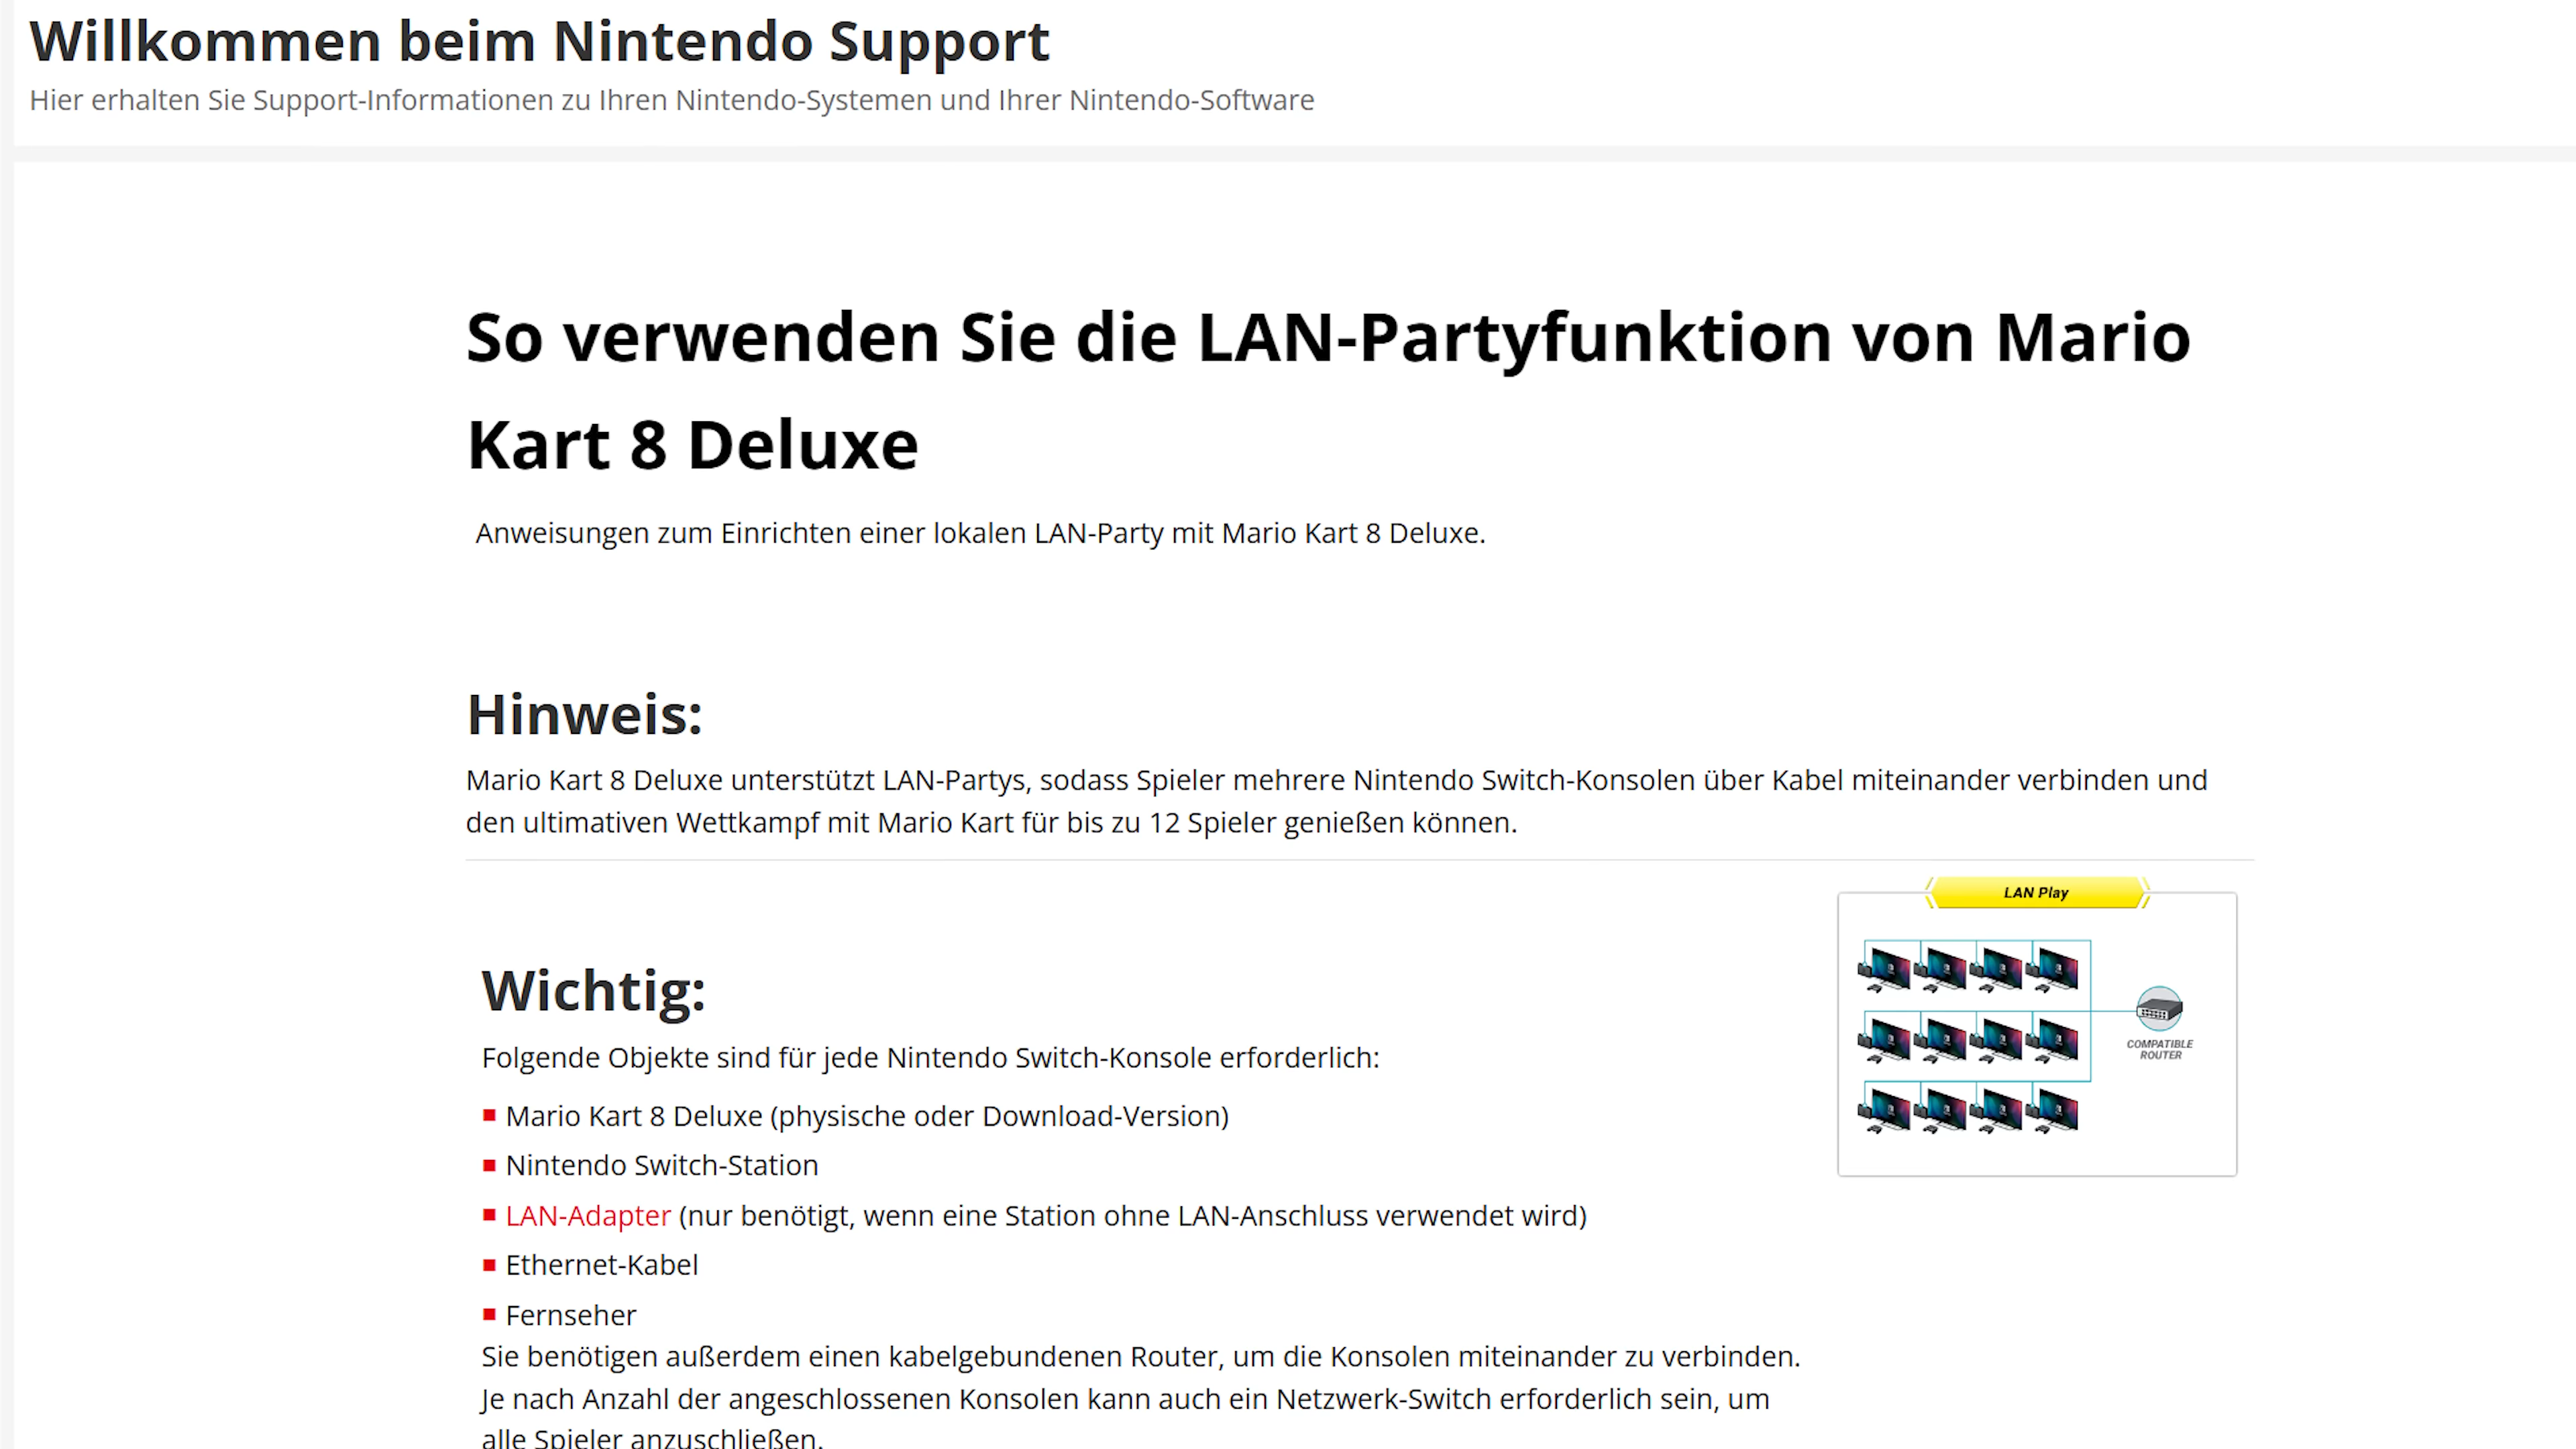 Willkommen beim Nintendo Support
Hier erhalten Sie Support-Informationen zu Ihren Nintendo-Systemen und Ihrer Nintendo-Software
So verwenden Sie die LAN-Partyfunktion von Mario
Kart 8 Deluxe
Anweisungen zum Einrichten einer lokalen LAN-Party mit Mario Kart 8 Deluxe.
Hinweis:
Mario Kart 8 Deluxe unterstützt LAN-Partys, sodass Spieler mehrere Nintendo Switch-Konsolen über Kabel miteinander verbinden und
den ultimativen Wettkampf mit Mario Kart für bis zu 12 Spieler genießen können.
LAN Play
COMPATIBLE
ROUTER
Wichtig:
Folgende Objekte sind für jede Nintendo Switch-Konsole erforderlich:
Mario Kart 8 Deluxe (physische oder Download-Version)
Nintendo Switch-Station
LAN-Adapter (nur benötigt, wenn eine Station ohne LAN-Anschluss verwendet wird)
Ethernet-Kabel
Fernseher
Sie benötigen außerdem einen kabelgebundenen Router, um die Konsolen miteinander zu verbinden.
Je nach Anzahl der angeschlossenen Konsolen kann auch ein Netzwerk-Switch erforderlich sein, um
alle Spieler anzuschließen.